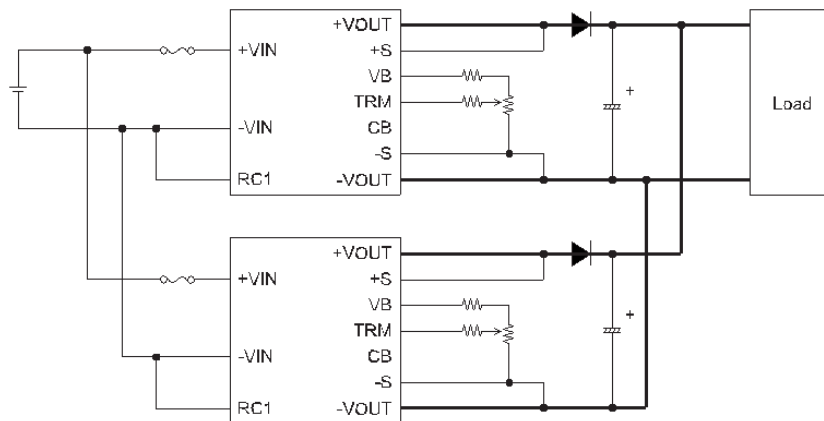 +VOUT
+S
+VIN
VB
TRM
CB
-VIN
-S
RC1
-VOUT
+
Load
+VOUT
+S
+VIN
VB
TRM
CB
-VIN
-S
RC1
-VOUT
+